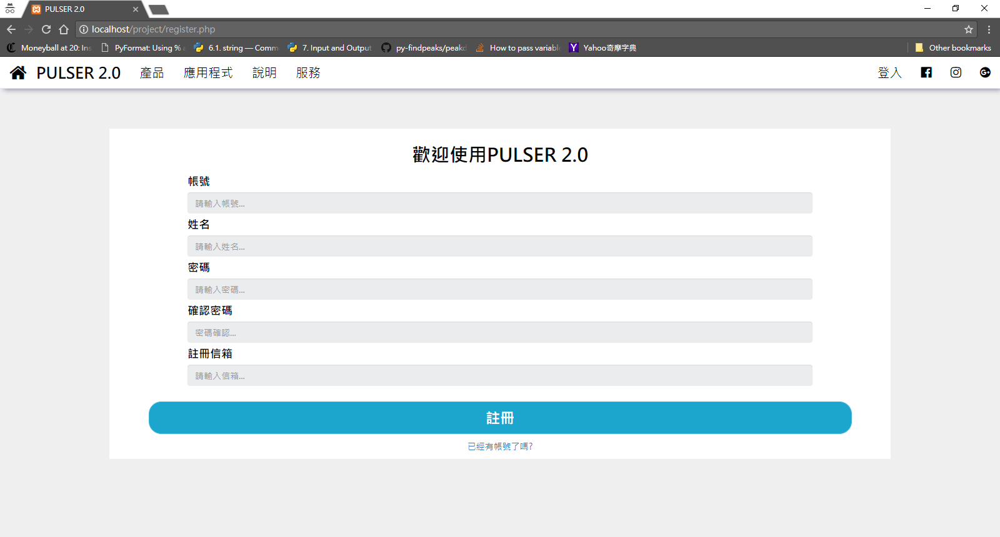 PULSER 2.0
localhost/project/register.php
Moneyball at 20: Ins
PyFormat: Using % a
6.1. string — Comm
7. Input and Output
py-findpeaks/peakd
How to pass variable
Yahoo奇摩字典
Other bookmarks
PULSER 2.0 產品 應用程式 說明 服務 登入
歡迎使用PULSER 2.0
帳號
請輸入帳號...
姓名
請輸入姓名...
密碼
請輸入密碼...
確認密碼
密碼確認...
註冊信箱
請輸入信箱...
註冊
已經有帳號了嗎?